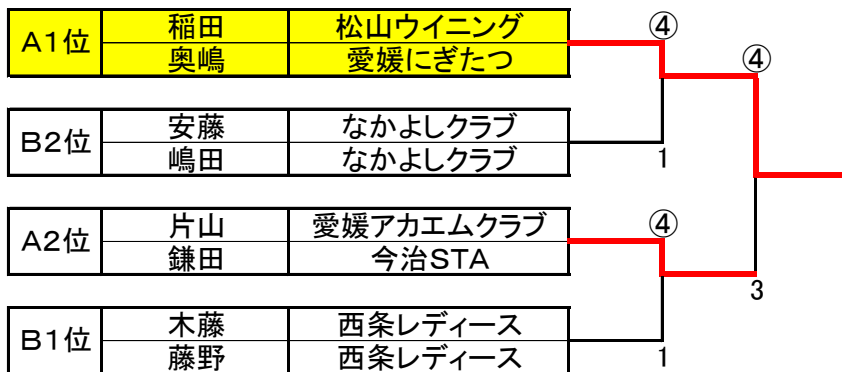 A1位 稲田 松山ウイニング ④
奥嶋 愛媛にぎたつ ④
B2位 安藤 なかよしクラブ
嶋田 なかよしクラブ 1
A2位 片山 愛媛アカエムクラブ ④
鎌田 今治STA 3
B1位 木藤 西条レディース
藤野 西条レディース 1